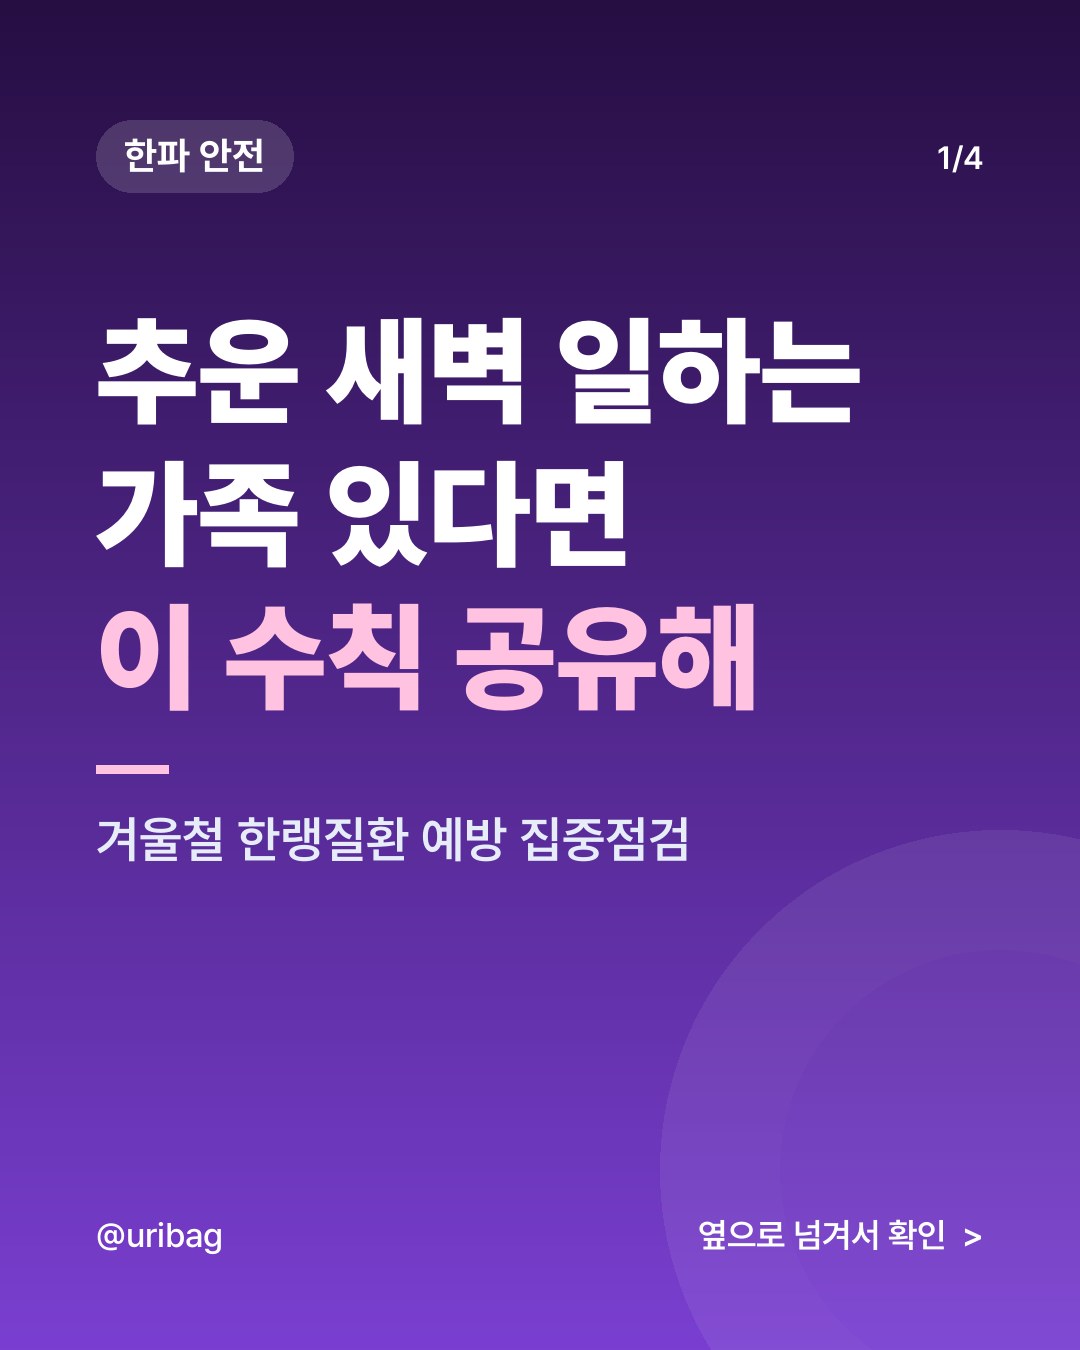 한파 안전
1/4
추운 새벽 일하는
가족 있다면
이 수칙 공유해
겨울철 한랭질환 예방 집중점검
@uribag
옆으로 넘겨서 확인 >